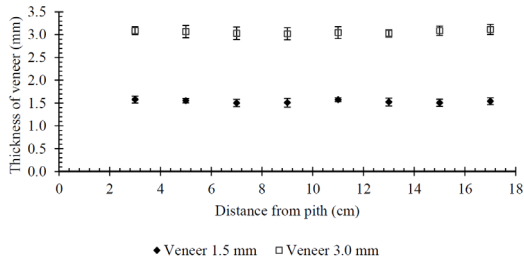 Thickness of veneer (mm)
3.5
3.0
2.5
2.0
1.5
1.0
0.5
0.0
0 2 4 6 8 10 12 14 16 18
Distance from pith (cm)
Veneer 1.5 mm Veneer 3.0 mm